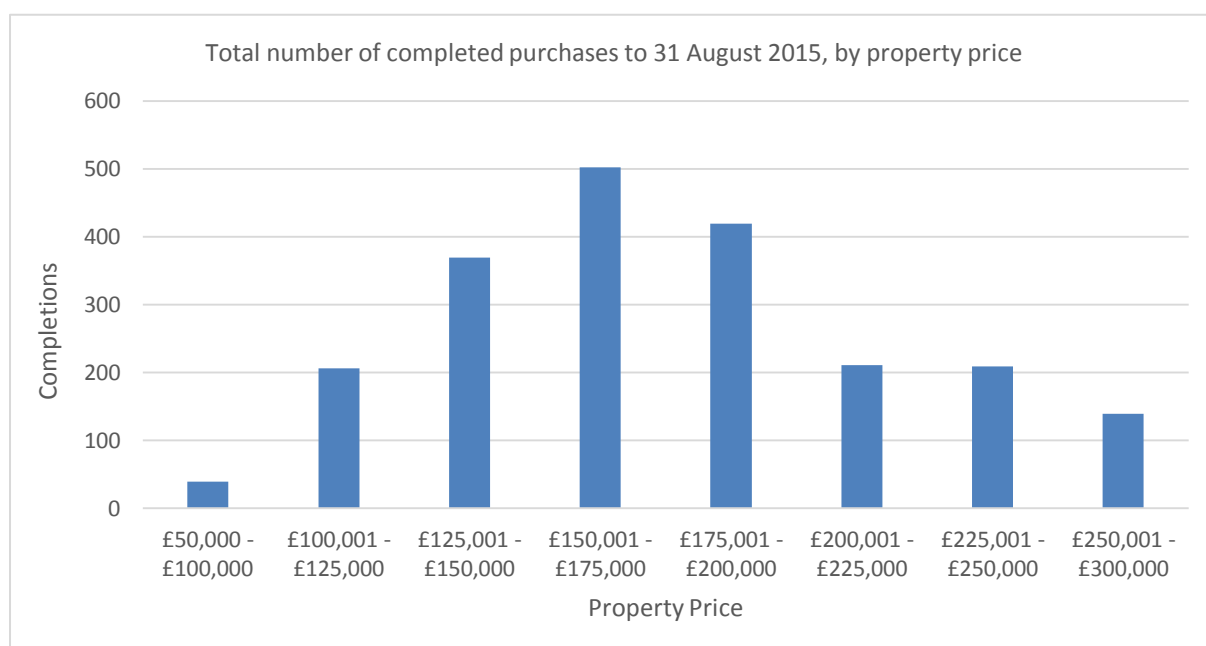 Total number of completed purchases to 31 August 2015, by property price
600
500
400
300
200
100
0
Completions
£50,000 - £100,001 - £125,001 - £150,001 - £175,001 - £200,001 - £225,001 - £250,001 -
£100,000 £125,000 £150,000 £175,000 £200,000 £225,000 £250,000 £300,000
Property Price